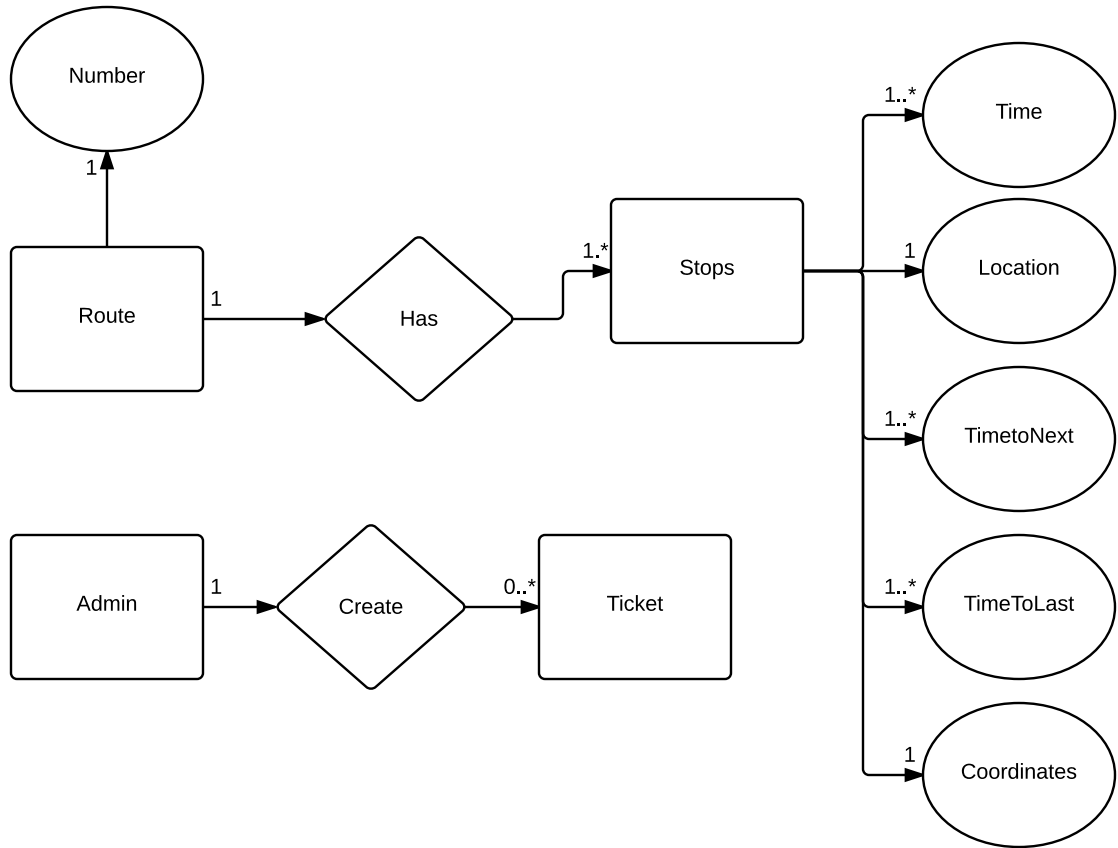 Number
1
Route
1
Has
1.*
Stops
1..*
Time
1
Location
1..*
TimetoNext
1..*
TimeToLast
1
Coordinates
Admin
1
Create
0..*
Ticket